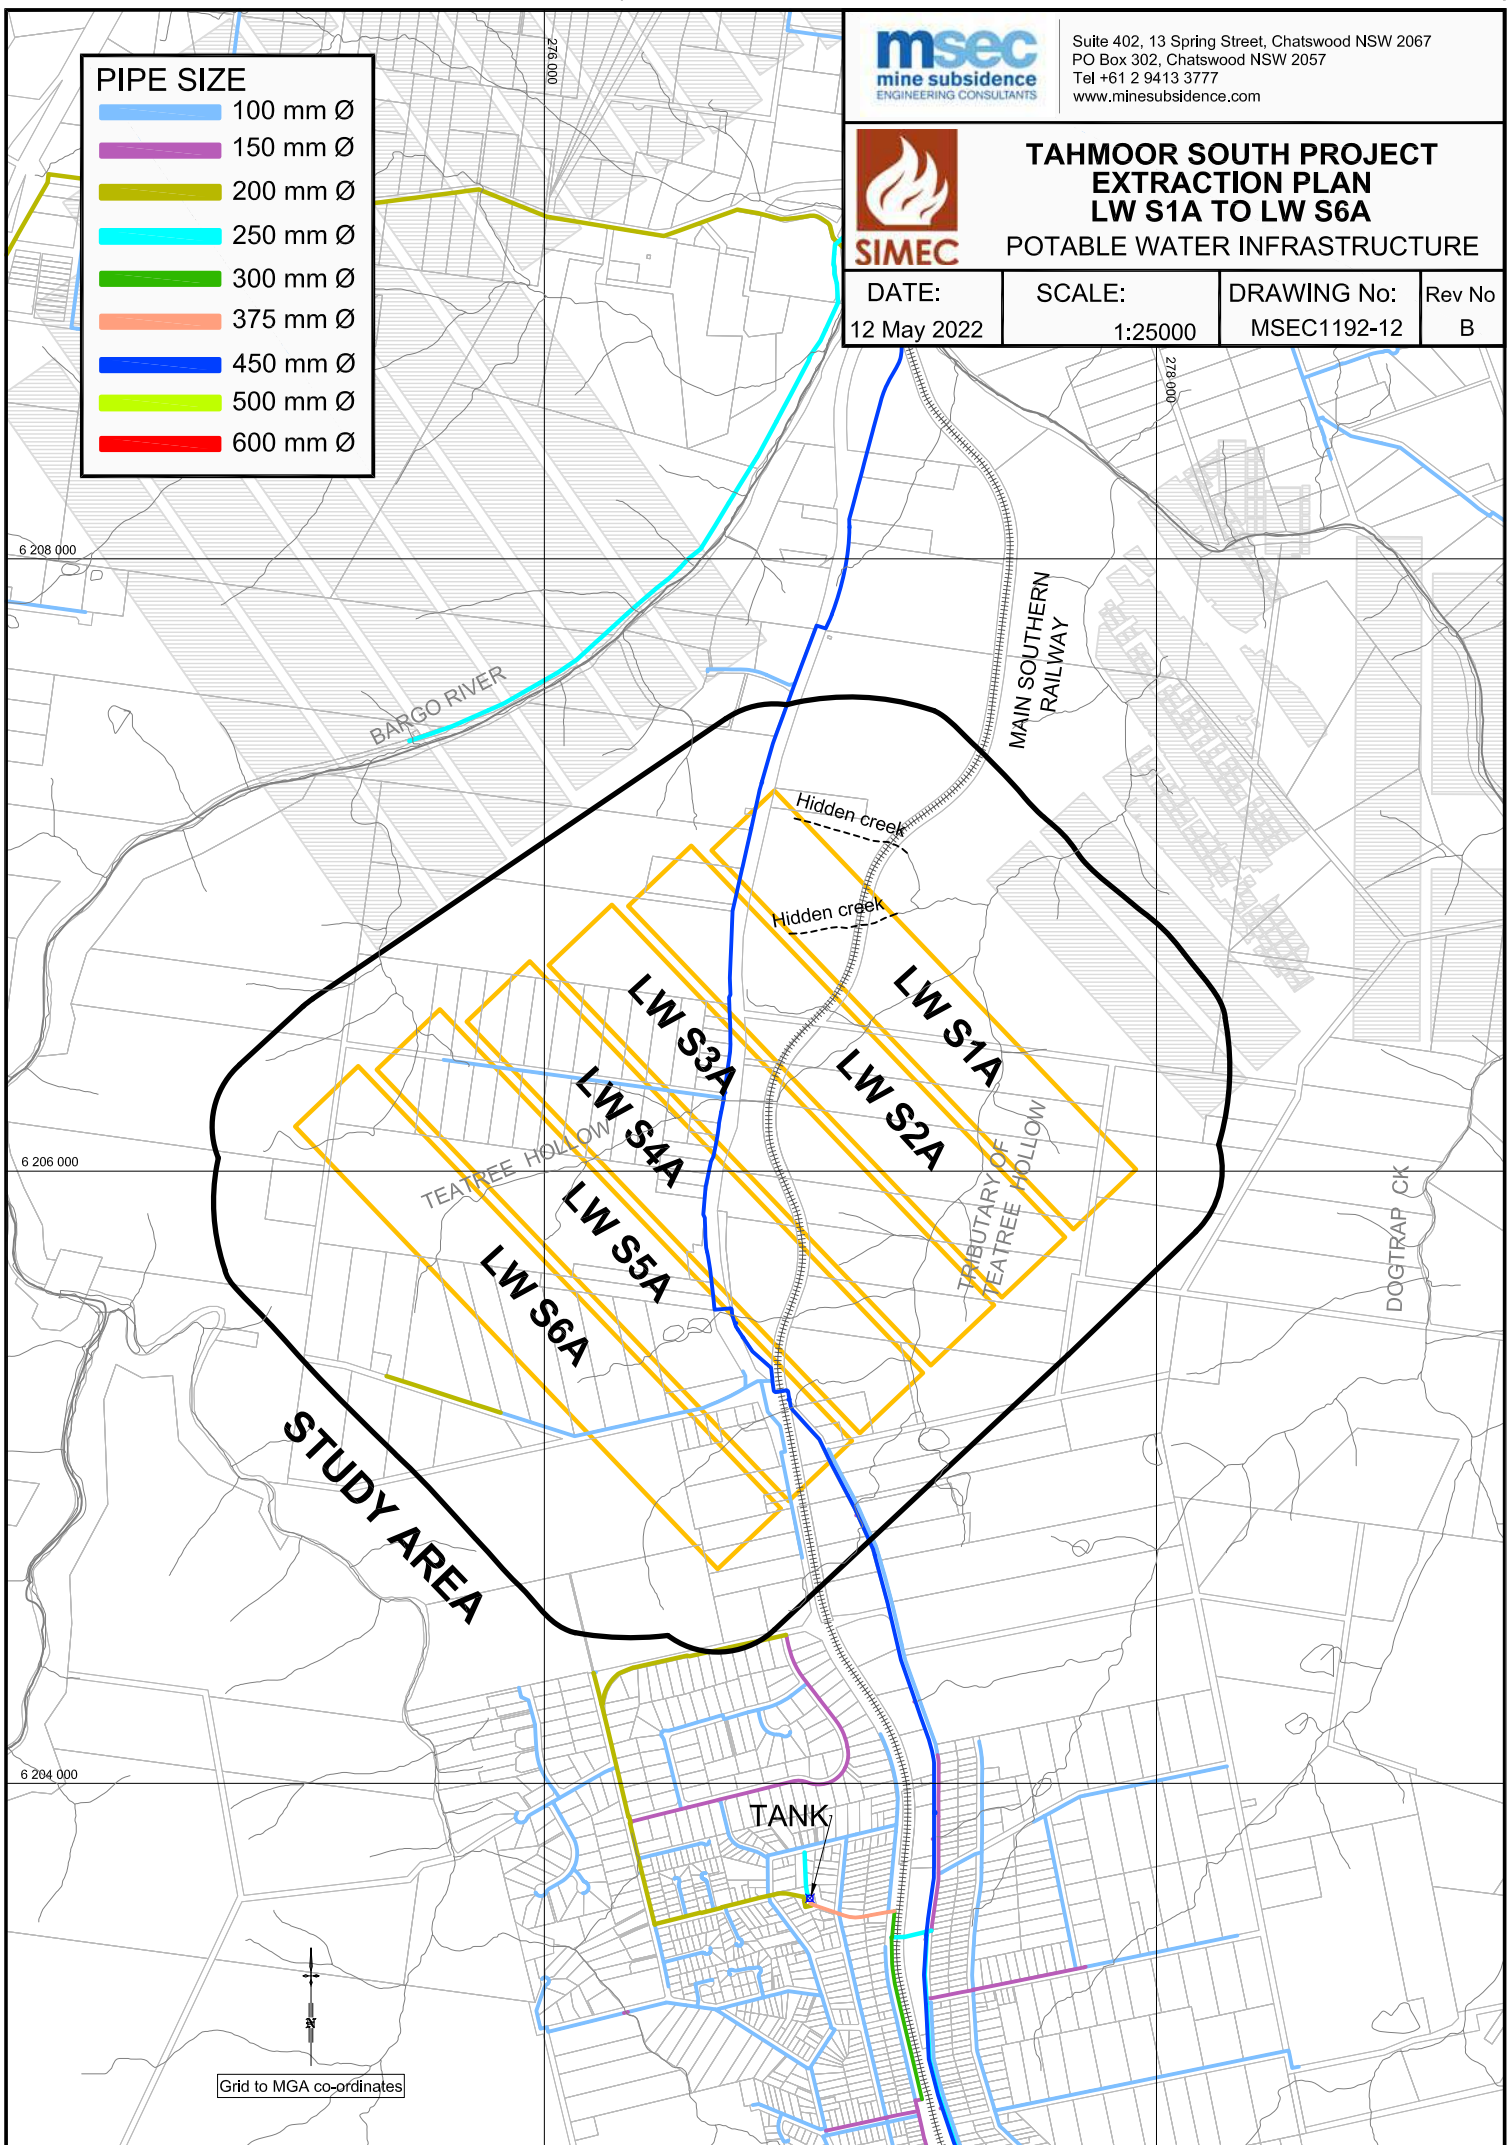 PIPE SIZE
100 mm Ø
150 mm Ø
200 mm Ø
250 mm Ø
300 mm Ø
375 mm Ø
450 mm Ø
500 mm Ø
600 mm Ø
276 000
msec
mine subsidence
ENGINEERING CONSULTANTS
Suite 402, 13 Spring Street, Chatswood NSW 2067
PO Box 302, Chatswood NSW 2057
Tel +61 2 9413 3777
www.minesubsidence.com
SIMEC
TAHMOOR SOUTH PROJECT
EXTRACTION PLAN
LW S1A TO LW S6A
POTABLE WATER INFRASTRUCTURE
DATE:
12 May 2022
SCALE:
1:25000
DRAWING No:
MSEC1192-12
Rev No
B
278 000
6 208 000
MAIN SOUTHERN
RAILWAY
BARGO RIVER
Hidden creek
Hidden creek
LW S1A
LW S2A
LW S3A
LW S4A
LW S5A
LW S6A
TEATREE HOLLOW
TRIBUTARY OF
TEATREE HOLLOW
6 206 000
DOGTRAP CK
STUDY AREA
6 204 000
TANK
N
Grid to MGA co-ordinates